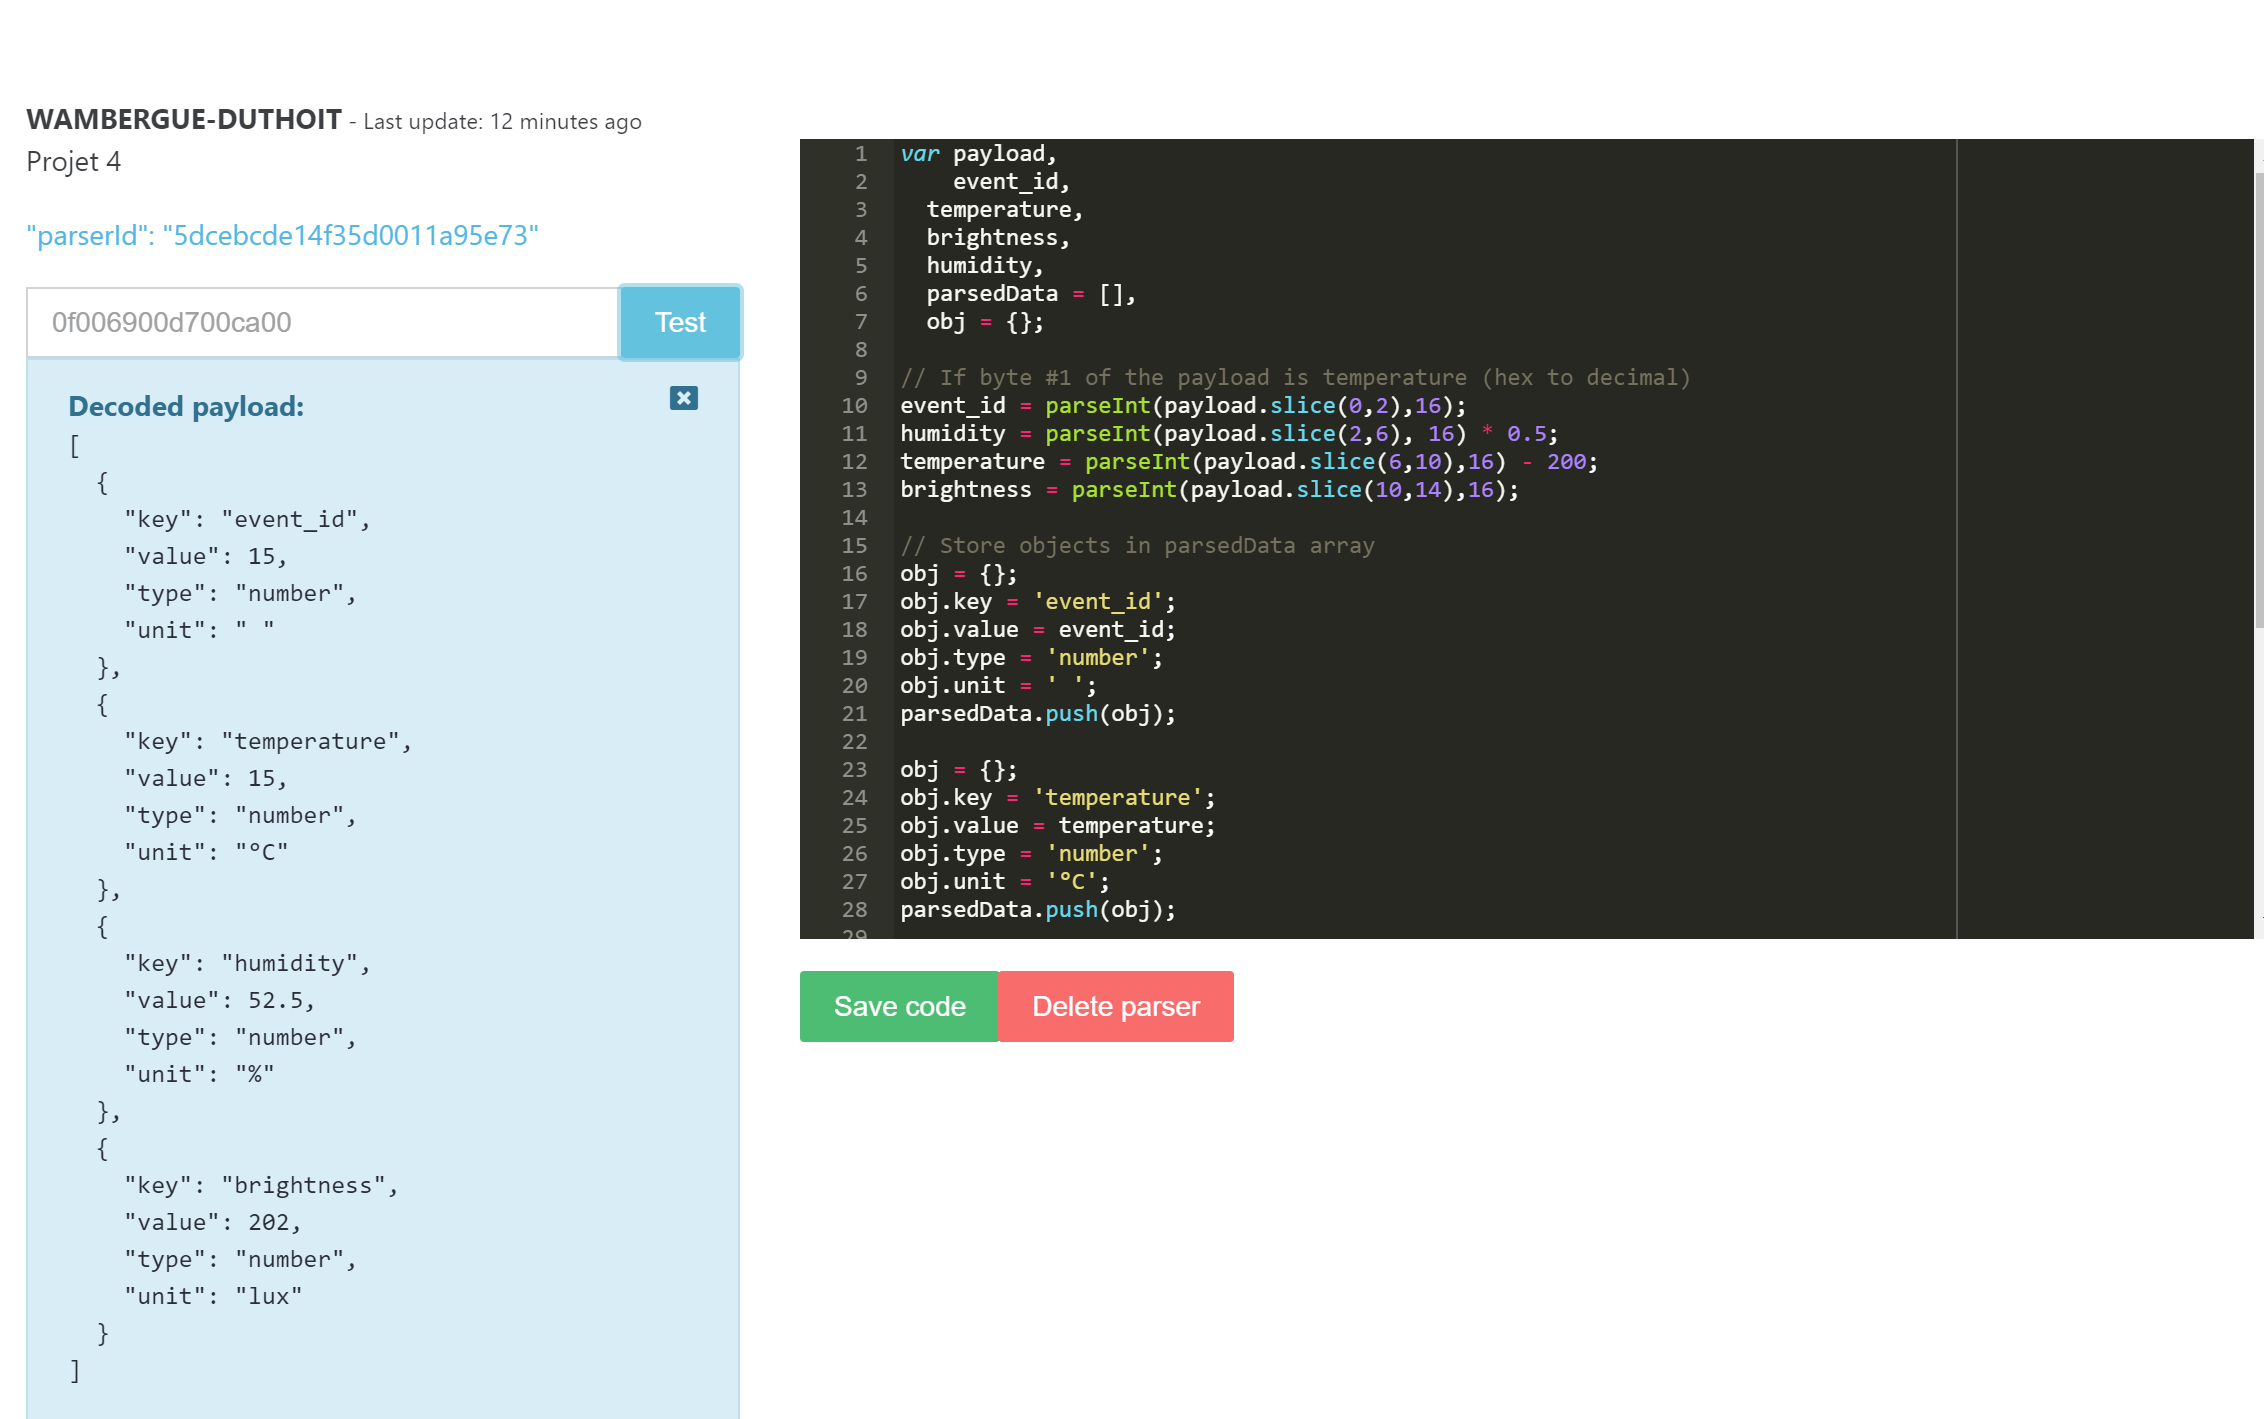 WAMBERGUE-DUTHOIT - Last update: 12 minutes ago
Projet 4
"parserId": "5dcebcde14f35d0011a95e73"
0f006900d700ca00
Test
Decoded payload:
[
  {
    "key": "event_id",
    "value": 15,
    "type": "number",
    "unit": " "
  },
  {
    "key": "temperature",
    "value": 15,
    "type": "number",
    "unit": "°C"
  },
  {
    "key": "humidity",
    "value": 52.5,
    "type": "number",
    "unit": "%"
  },
  {
    "key": "brightness",
    "value": 202,
    "type": "number",
    "unit": "lux"
  }
]
1 var payload,
2     event_id,
3   temperature,
4   brightness,
5   humidity,
6   parsedData = [],
7   obj = {};
8
9 // If byte #1 of the payload is temperature (hex to decimal)
10 event_id = parseInt(payload.slice(0,2),16);
11 humidity = parseInt(payload.slice(2,6), 16) * 0.5;
12 temperature = parseInt(payload.slice(6,10),16) - 200;
13 brightness = parseInt(payload.slice(10,14),16);
14
15 // Store objects in parsedData array
16 obj = {};
17 obj.key = 'event_id';
18 obj.value = event_id;
19 obj.type = 'number';
20 obj.unit = ' ';
21 parsedData.push(obj);
22
23 obj = {};
24 obj.key = 'temperature';
25 obj.value = temperature;
26 obj.type = 'number';
27 obj.unit = '°C';
28 parsedData.push(obj);
29
Save code
Delete parser